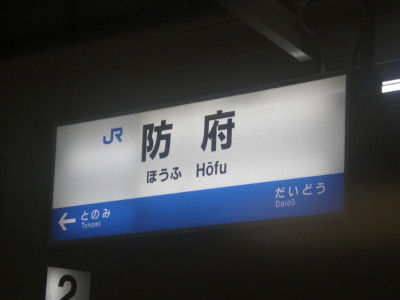 JR 防府
ほうふ Hōfu
← とのみ
Tonomi
だいどう
Daidō
2